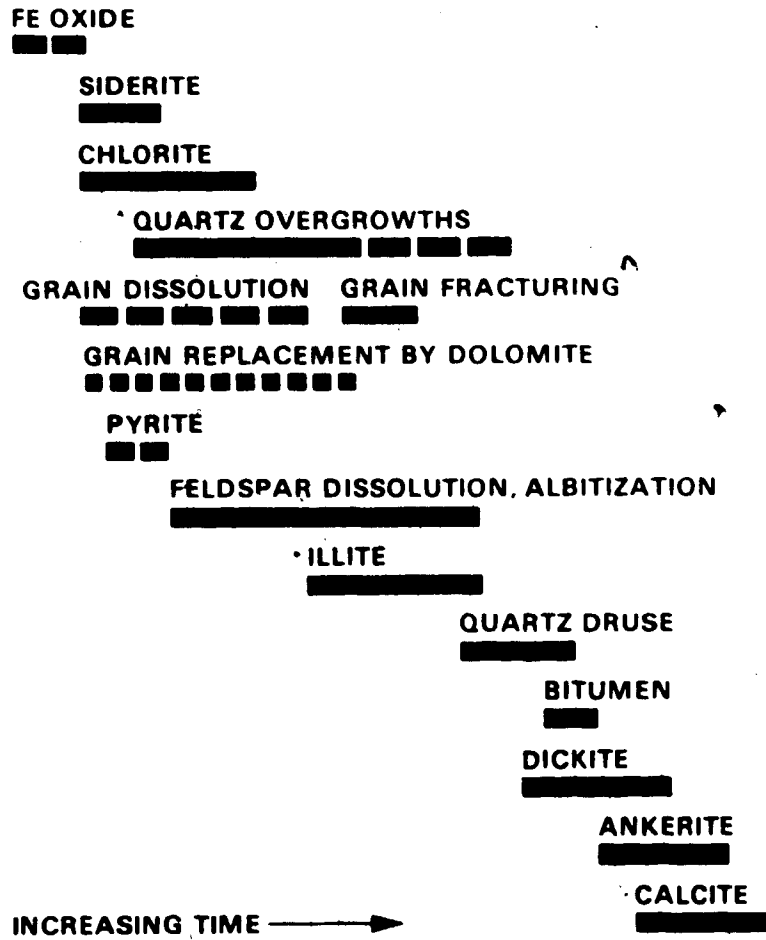 FE OXIDE
SIDERITE
CHLORITE
QUARTZ OVERGROWTHS
GRAIN DISSOLUTION GRAIN FRACTURING
GRAIN REPLACEMENT BY DOLOMITE
PYRITE
FELDSPAR DISSOLUTION, ALBITIZATION
ILLITE
QUARTZ DRUSE
BITUMEN
DICKITE
ANKERITE
CALCITE
INCREASING TIME